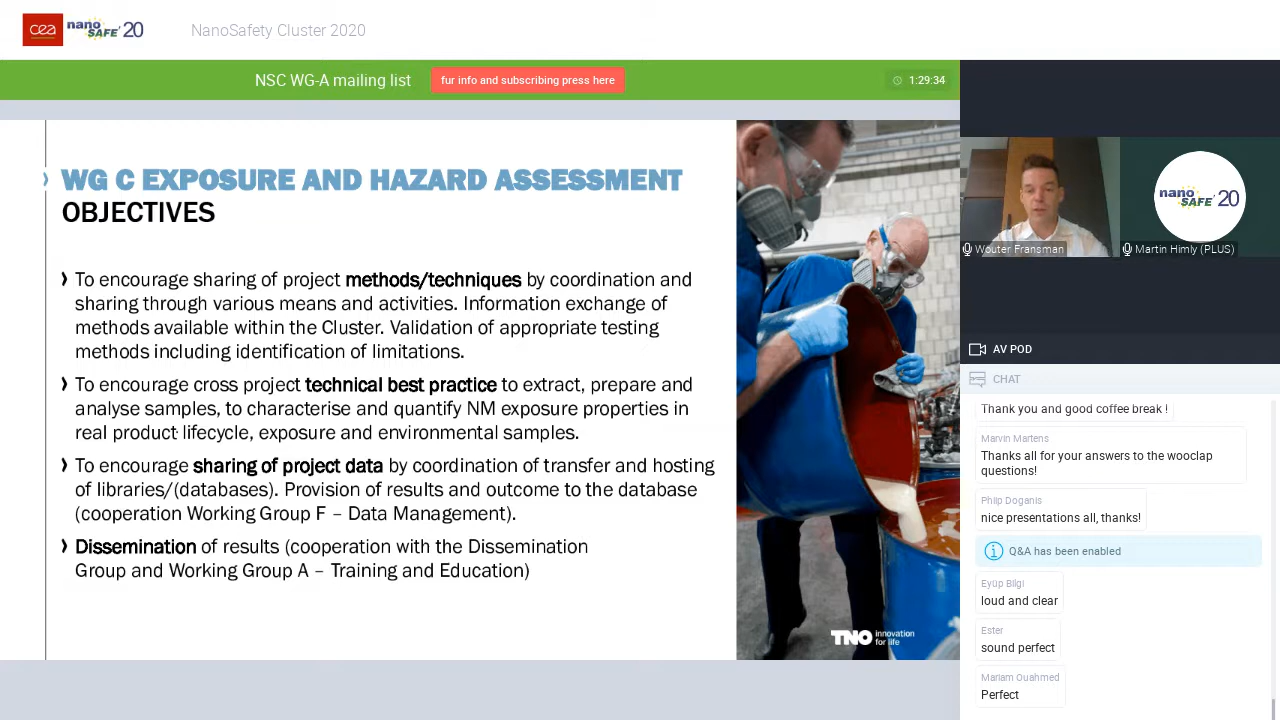 cea nano SAFE' 20
NanoSafety Cluster 2020
NSC WG-A mailing list
fur info and subscribing press here
1:29:34
WG C EXPOSURE AND HAZARD ASSESSMENT
OBJECTIVES
To encourage sharing of project methods/techniques by coordination and
sharing through various means and activities. Information exchange of
methods available within the Cluster. Validation of appropriate testing
methods including identification of limitations.
To encourage cross project technical best practice to extract, prepare and
analyse samples, to characterise and quantify NM exposure properties in
real product lifecycle, exposure and environmental samples.
To encourage sharing of project data by coordination of transfer and hosting
of libraries/(databases). Provision of results and outcome to the database
(cooperation Working Group F – Data Management).
Dissemination of results (cooperation with the Dissemination
Group and Working Group A – Training and Education)
TNO innovation
for life
nano SAFE' 20
Wouter Fransman
Martin Himly (PLUS)
AV POD
CHAT
Thank you and good coffee break !
Marvin Martens
Thanks all for your answers to the wooclap
questions!
Philp Doganis
nice presentations all, thanks!
Q&A has been enabled
Eyüp Bilgi
loud and clear
Ester
sound perfect
Mariam Ouahmed
Perfect